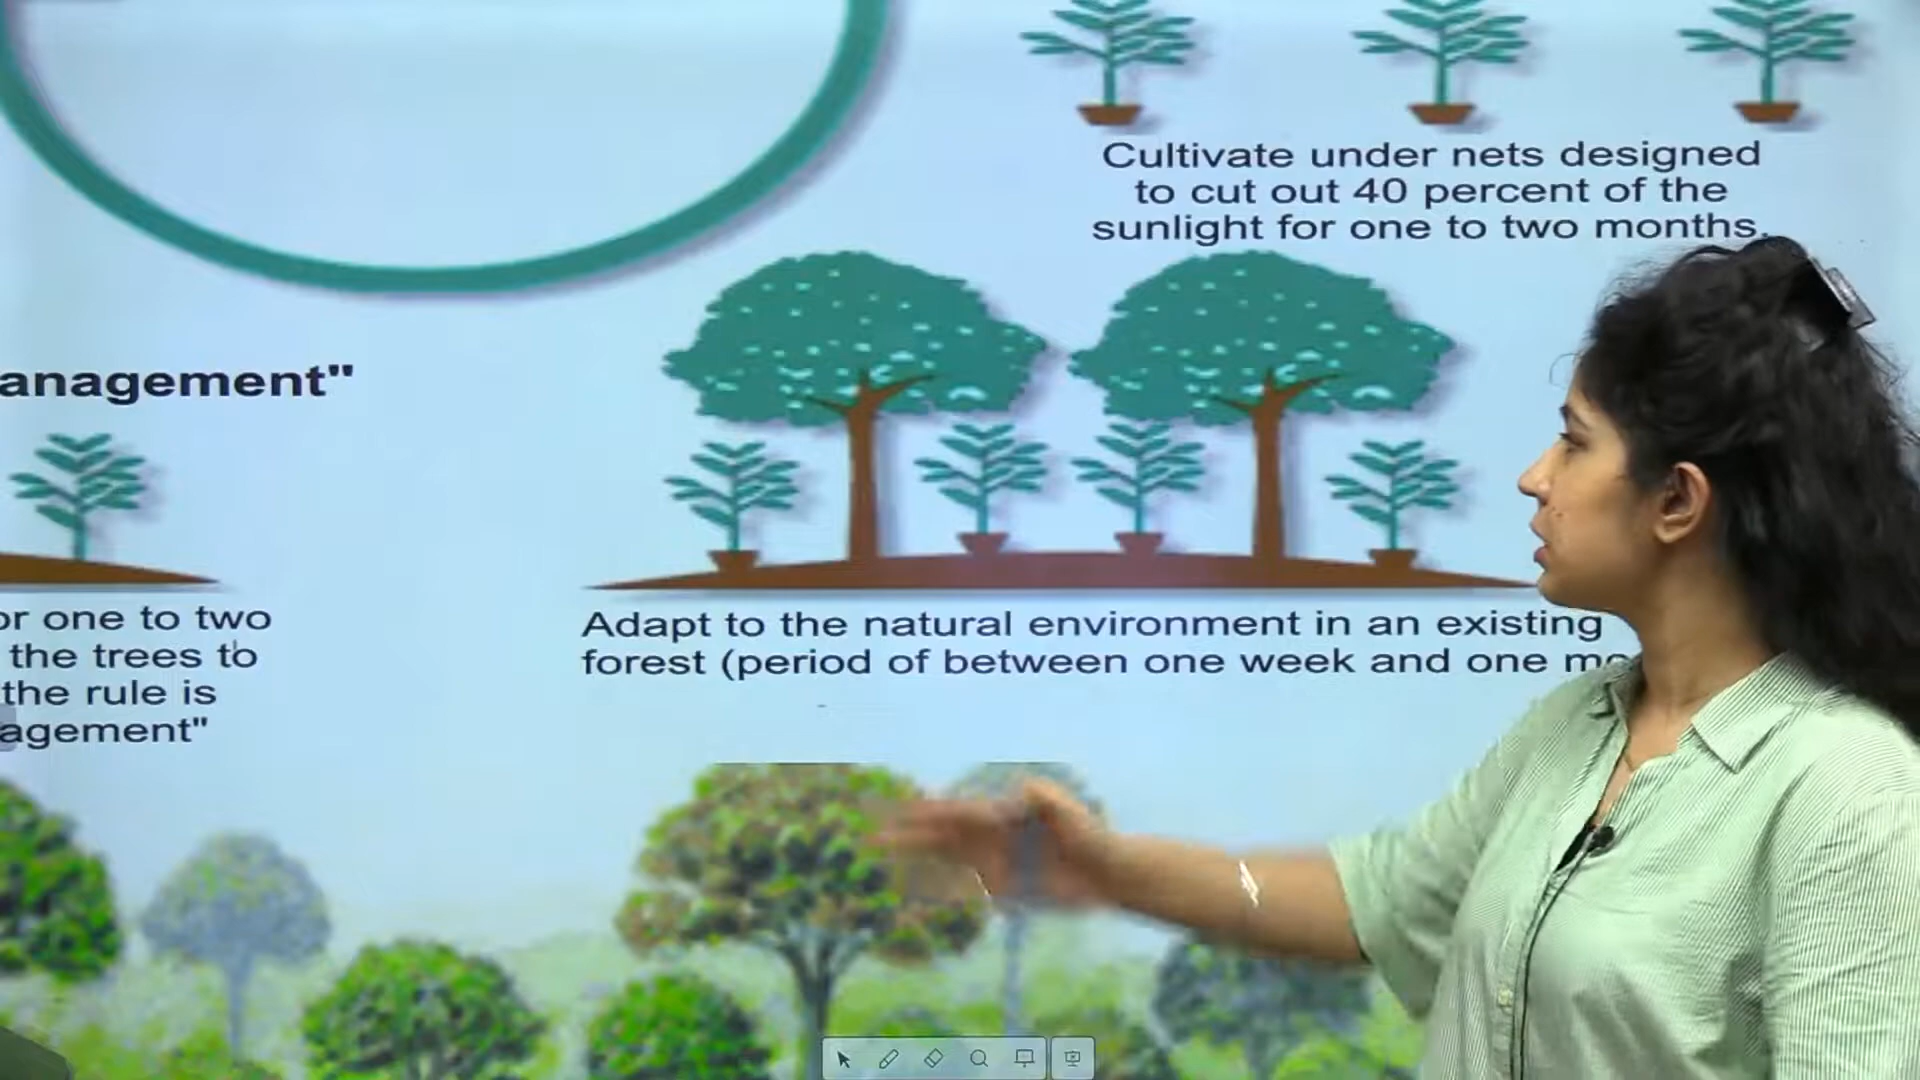 Cultivate under nets designed
to cut out 40 percent of the
sunlight for one to two months.
anagement"
or one to two
the trees to
the rule is
agement"
Adapt to the natural environment in an existing
forest (period of between one week and one mo